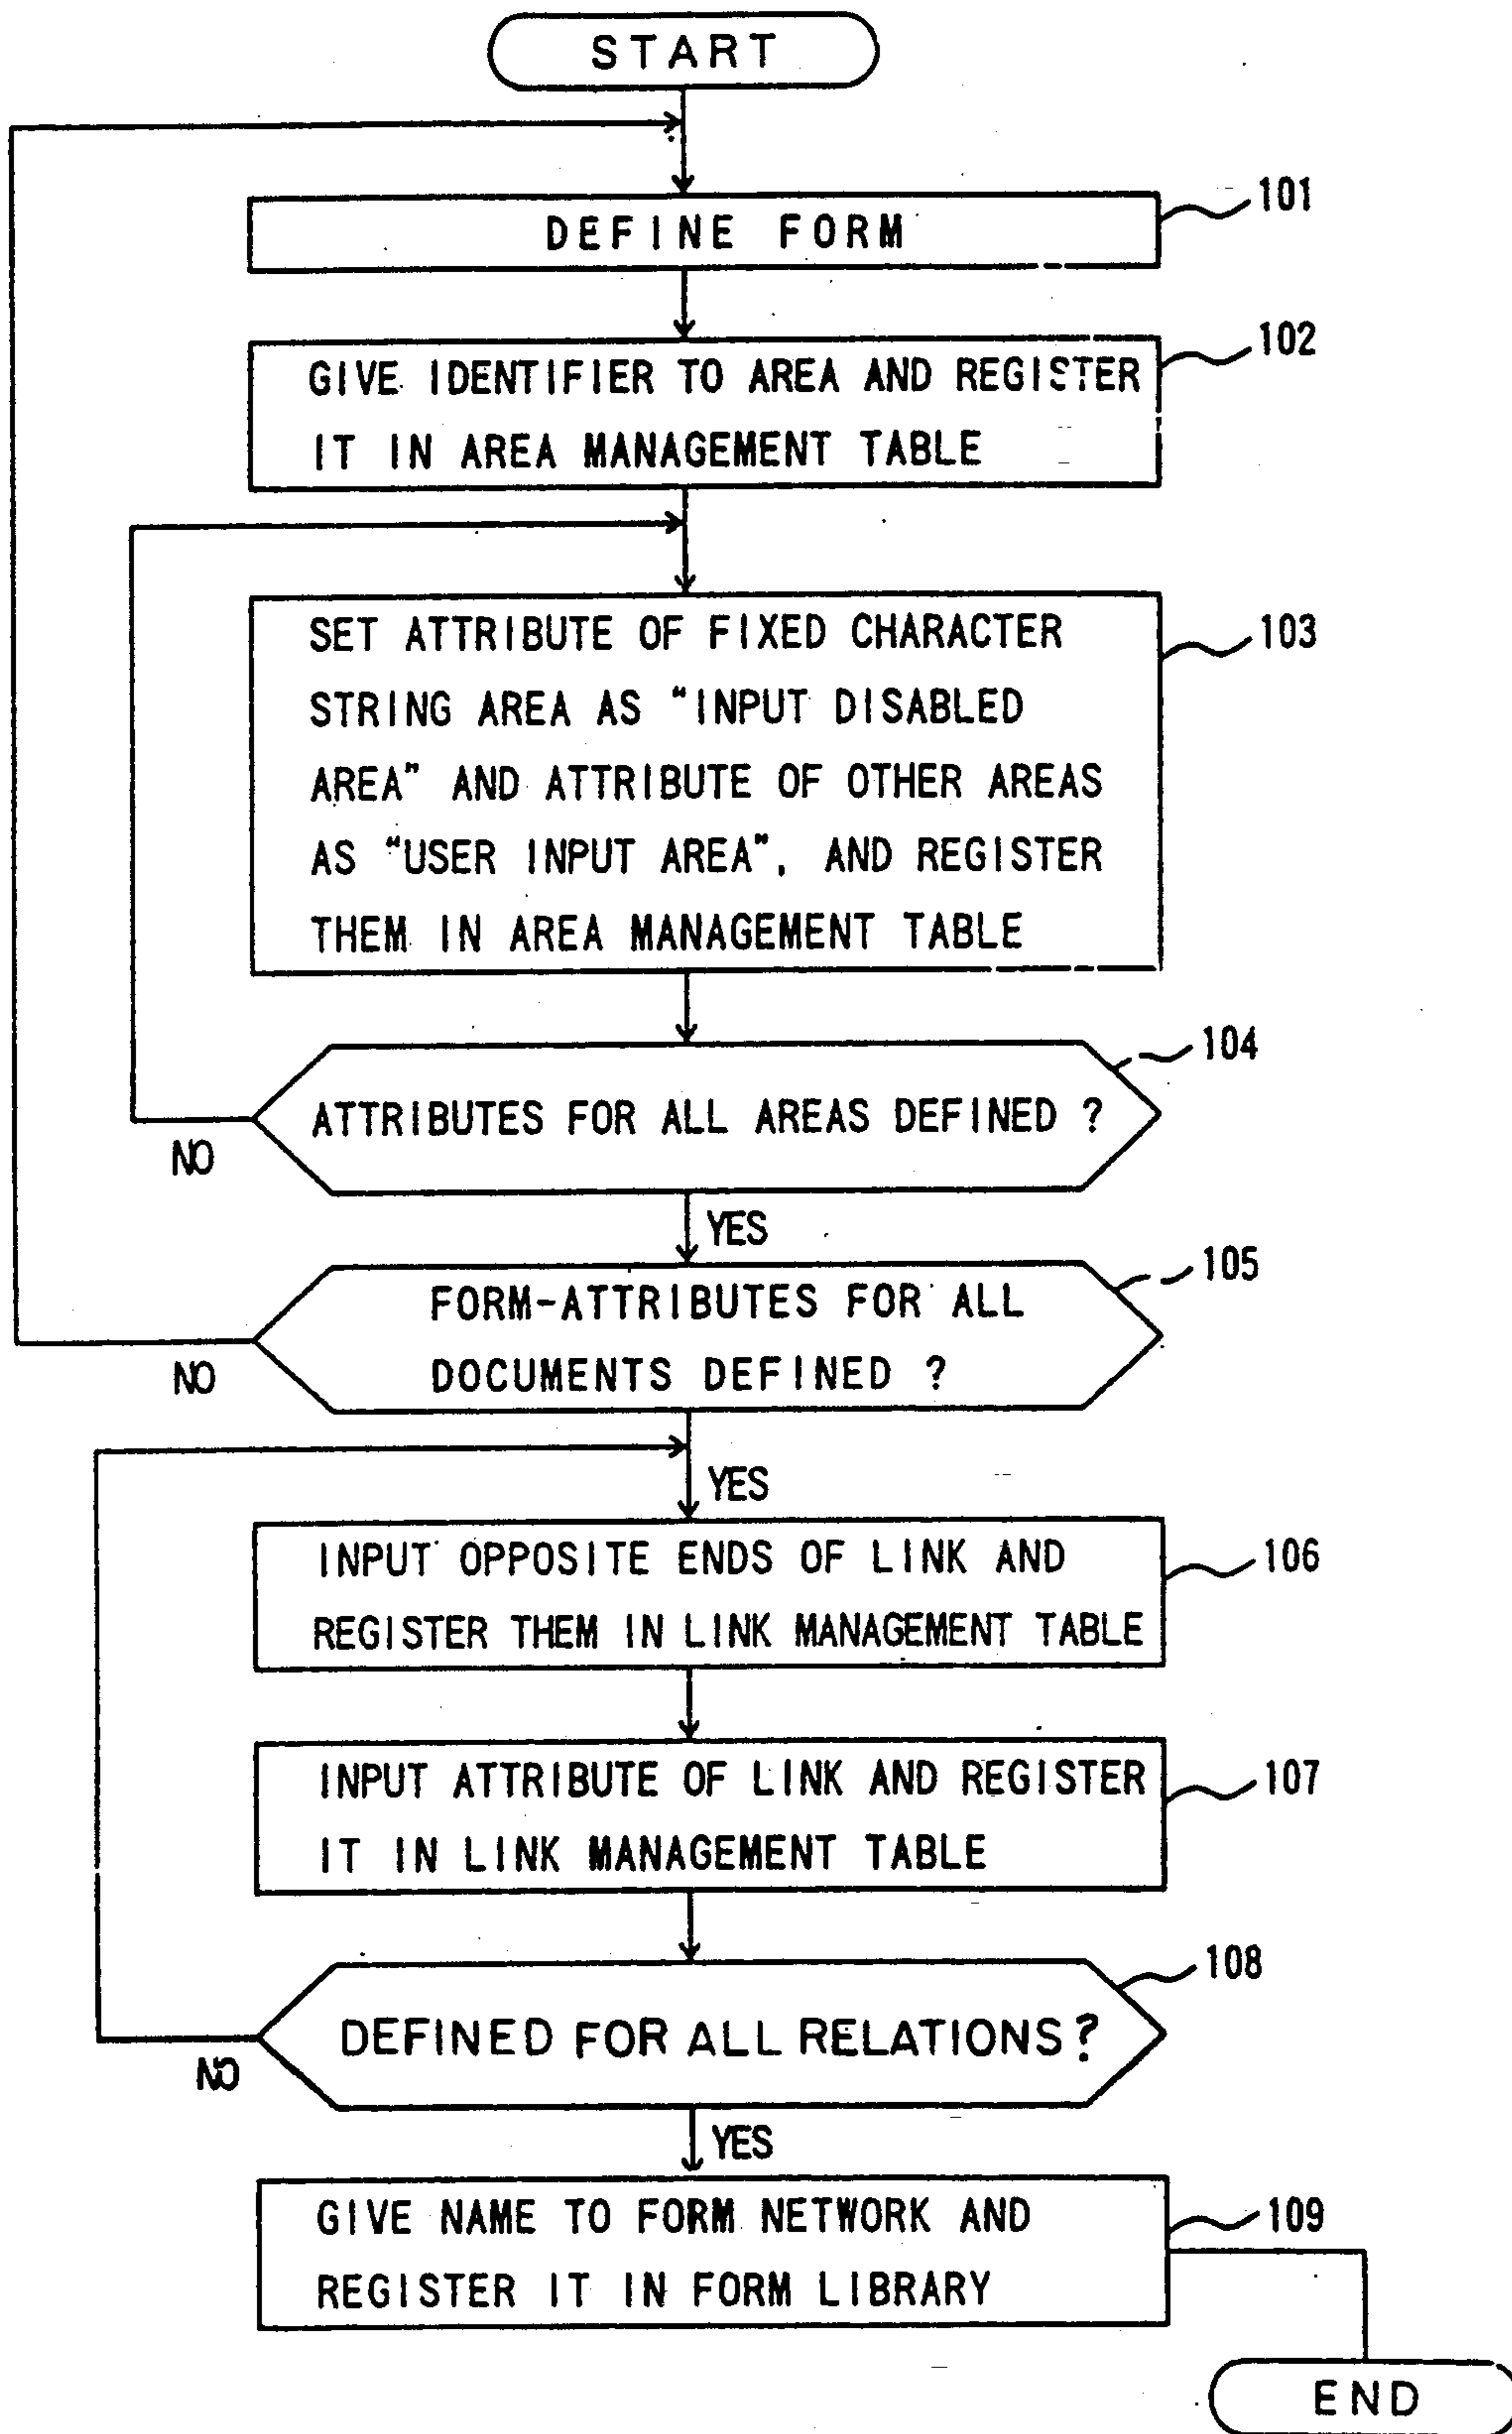 START
DEFINE FORM
101
GIVE IDENTIFIER TO AREA AND REGISTER
IT IN AREA MANAGEMENT TABLE
102
SET ATTRIBUTE OF FIXED CHARACTER
STRING AREA AS "INPUT DISABLED
AREA" AND ATTRIBUTE OF OTHER AREAS
AS "USER INPUT AREA", AND REGISTER
THEM IN AREA MANAGEMENT TABLE
103
ATTRIBUTES FOR ALL AREAS DEFINED ?
104
NO
YES
FORM-ATTRIBUTES FOR ALL
DOCUMENTS DEFINED ?
105
NO
YES
INPUT OPPOSITE ENDS OF LINK AND
REGISTER THEM IN LINK MANAGEMENT TABLE
106
INPUT ATTRIBUTE OF LINK AND REGISTER
IT IN LINK MANAGEMENT TABLE
107
DEFINED FOR ALL RELATIONS?
108
NO
YES
GIVE NAME TO FORM NETWORK AND
REGISTER IT IN FORM LIBRARY
109
END